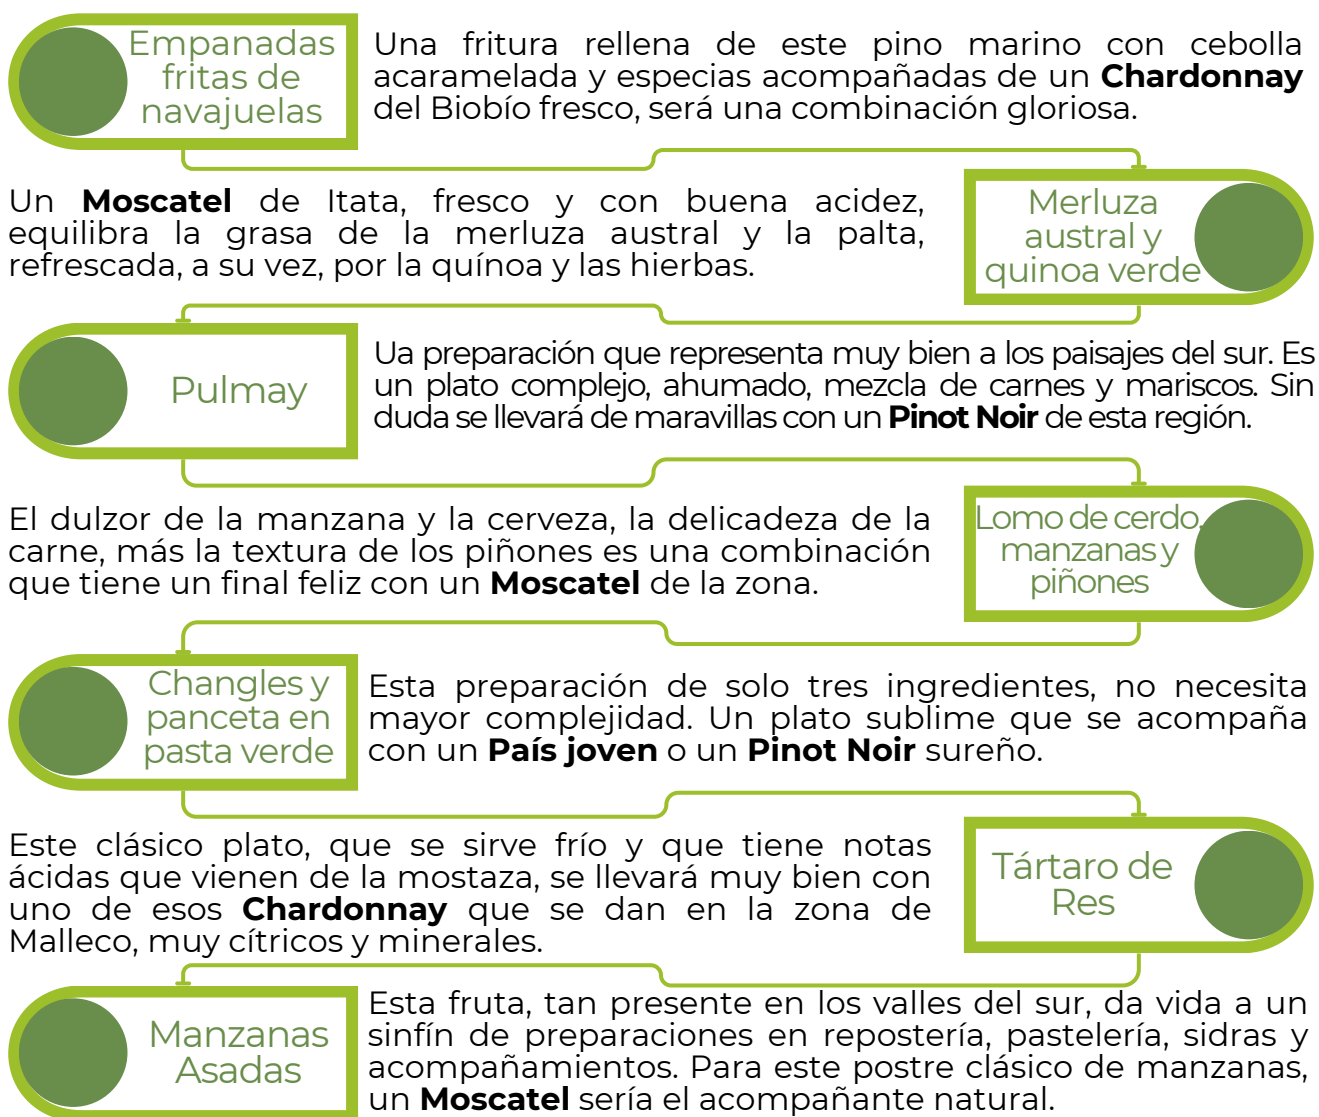 Empanadas
fritas de
navajuelas
Una fritura rellena de este pino marino con cebolla
acaramelada y especias acompañadas de un Chardonnay
del Biobío fresco, será una combinación gloriosa.
Un Moscatel de Itata, fresco y con buena acidez,
equilibra la grasa de la merluza austral y la palta,
refrescada, a su vez, por la quínoa y las hierbas.
Merluza
austral y
quinoa verde
Pulmay
Ua preparación que representa muy bien a los paisajes del sur. Es
un plato complejo, ahumado, mezcla de carnes y mariscos. Sin
duda se llevará de maravillas con un Pinot Noir de esta región.
El dulzor de la manzana y la cerveza, la delicadeza de la
carne, más la textura de los piñones es una combinación
que tiene un final feliz con un Moscatel de la zona.
Lomo de cerdo,
manzanas y
piñones
Changles y
panceta en
pasta verde
Esta preparación de solo tres ingredientes, no necesita
mayor complejidad. Un plato sublime que se acompaña
con un País joven o un Pinot Noir sureño.
Este clásico plato, que se sirve frío y que tiene notas
ácidas que vienen de la mostaza, se llevará muy bien con
uno de esos Chardonnay que se dan en la zona de
Malleco, muy cítricos y minerales.
Tártaro de
Res
Manzanas
Asadas
Esta fruta, tan presente en los valles del sur, da vida a un
sinfín de preparaciones en repostería, pastelería, sidras y
acompañamientos. Para este postre clásico de manzanas,
un Moscatel sería el acompañante natural.